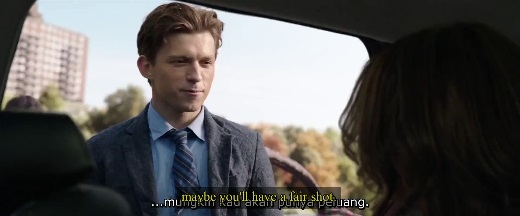 maybe you'll have a fair shot
...mungkin kau akan punya peluang.